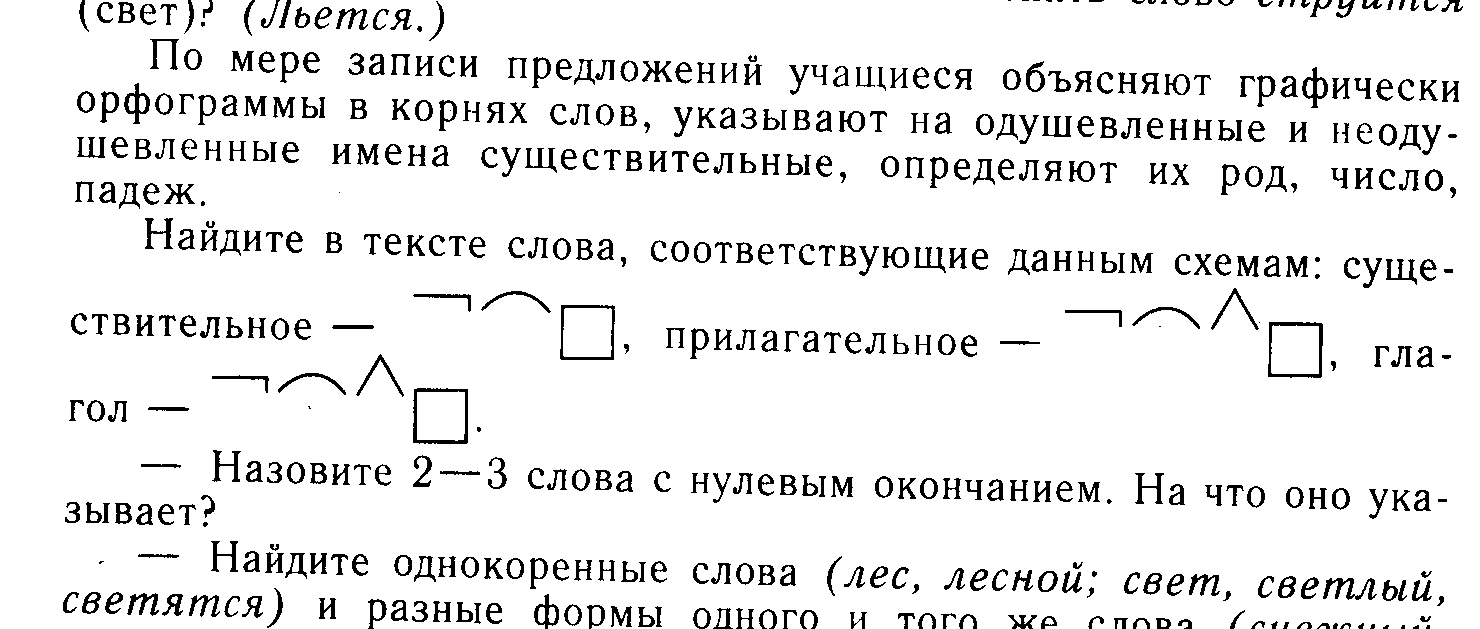 (свет)? (Льется.) слово струится
По мере записи предложений учащиеся объясняют графически
орфограммы в корнях слов, указывают на одушевленные и неоду-
шевленные имена существительные, определяют их род, число,
падеж.
Найдите в тексте слова, соответствующие данным схемам: суще-
ствительное — , прилагательное — , гла-
гол — .
— Назовите 2—3 слова с нулевым окончанием. На что оно ука-
зывает?
— Найдите однокоренные слова (лес, лесной; свет, светлый,
светятся) и разные формы одного и того же слова (снежный,